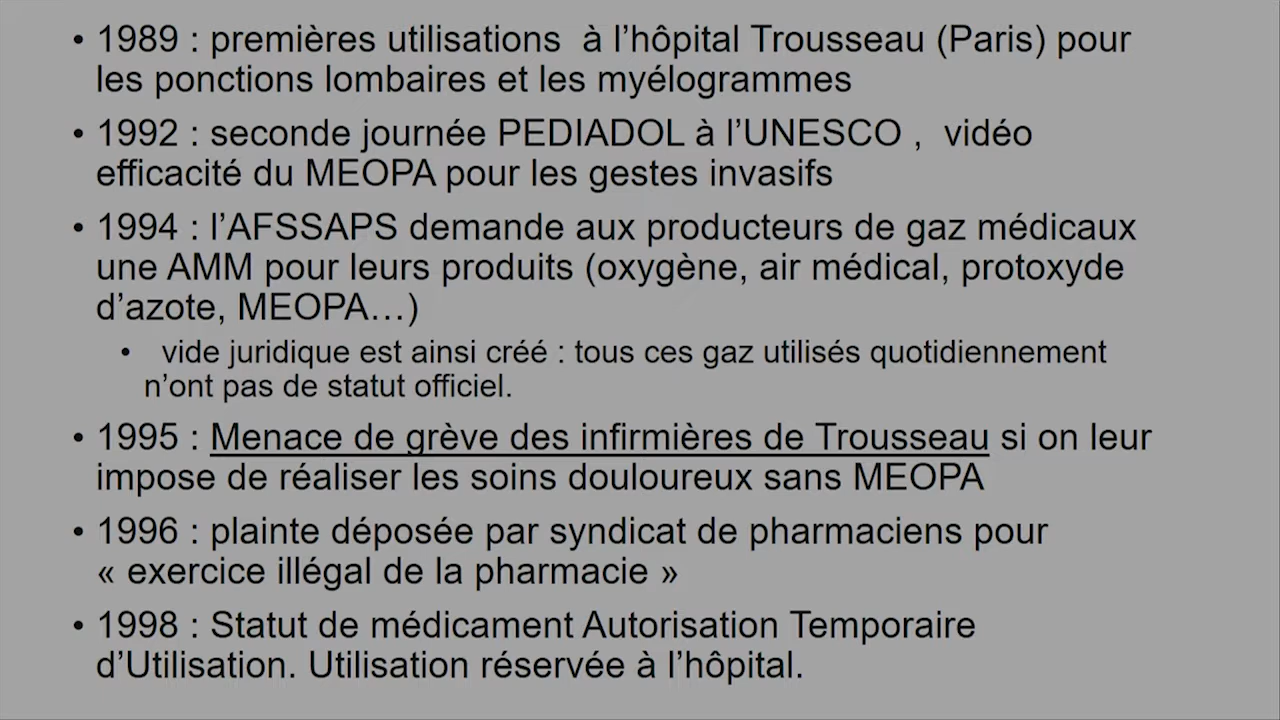 • 1989 : premières utilisations  à l’hôpital Trousseau (Paris) pour
les ponctions lombaires et les myélogrammes
• 1992 : seconde journée PEDIADOL à l’UNESCO ,  vidéo
efficacité du MEOPA pour les gestes invasifs
• 1994 : l’AFSSAPS demande aux producteurs de gaz médicaux
une AMM pour leurs produits (oxygène, air médical, protoxyde
d’azote, MEOPA…)
•   vide juridique est ainsi créé : tous ces gaz utilisés quotidiennement
n’ont pas de statut officiel.
• 1995 : Menace de grève des infirmières de Trousseau si on leur
impose de réaliser les soins douloureux sans MEOPA
• 1996 : plainte déposée par syndicat de pharmaciens pour
« exercice illégal de la pharmacie »
• 1998 : Statut de médicament Autorisation Temporaire
d’Utilisation. Utilisation réservée à l’hôpital.